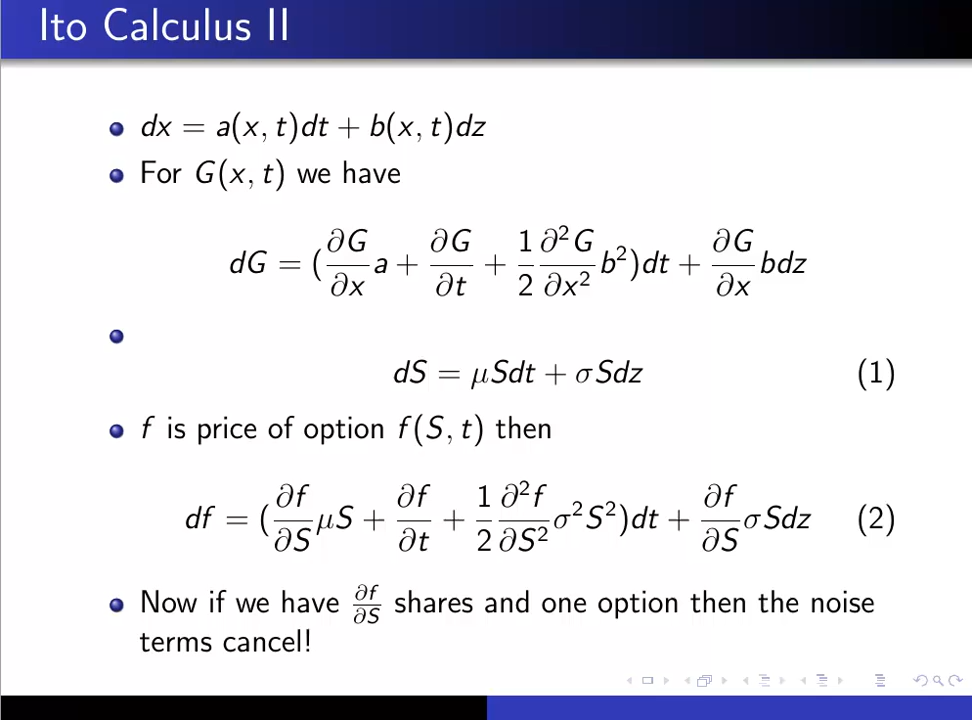 Ito Calculus II
dx = a(x, t)dt + b(x, t)dz
For G(x, t) we have
dG = (∂G/∂x a + ∂G/∂t + 1/2 ∂²G/∂x² b²)dt + ∂G/∂x bdz
dS = μSdt + σSdz (1)
f is price of option f(S, t) then
df = (∂f/∂S μS + ∂f/∂t + 1/2 ∂²f/∂S² σ²S²)dt + ∂f/∂S σSdz (2)
Now if we have ∂f/∂S shares and one option then the noise
terms cancel!